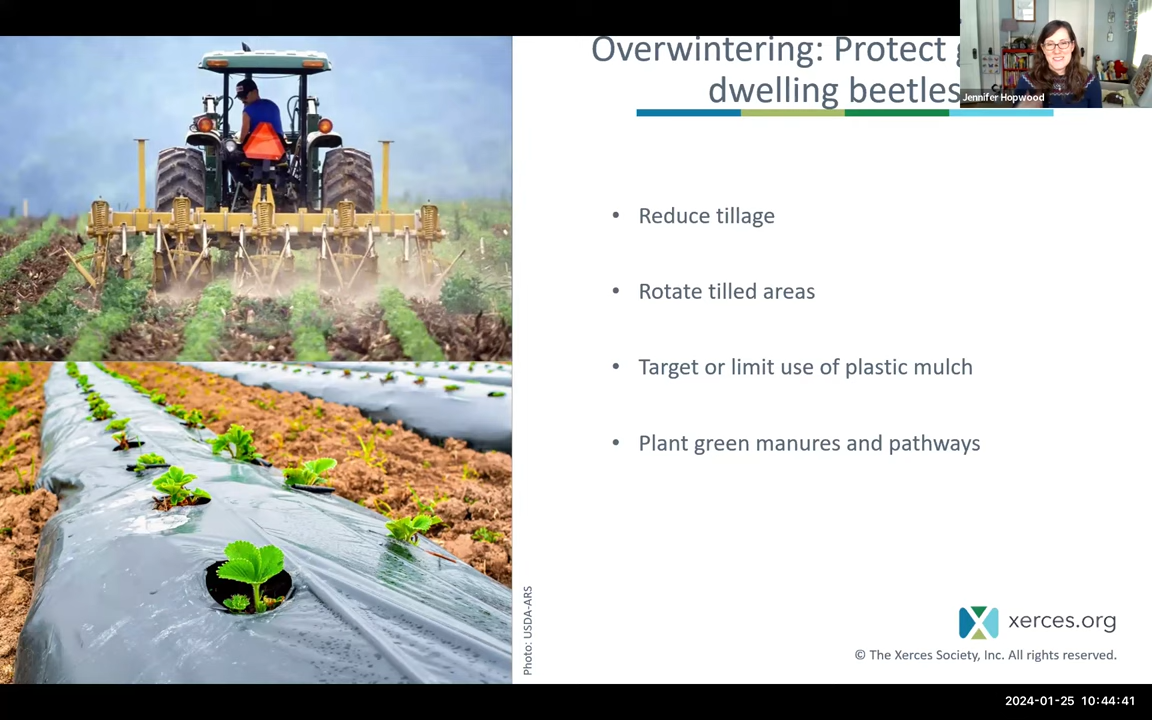 Overwintering: Protect
dwelling beetles
Jennifer Hopwood
• Reduce tillage
• Rotate tilled areas
• Target or limit use of plastic mulch
• Plant green manures and pathways
Photo: USDA-ARS
xerces.org
© The Xerces Society, Inc. All rights reserved.
2024-01-25 10:44:41